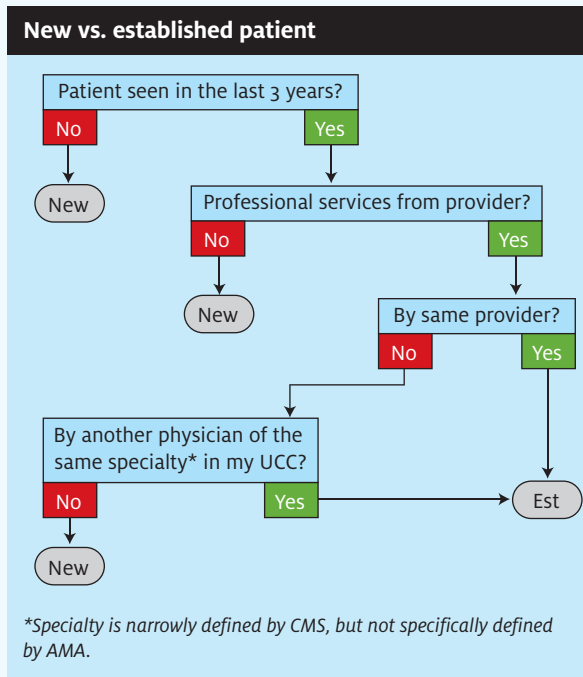 New vs. established patient
Patient seen in the last 3 years?
No
Yes
New
Professional services from provider?
No
Yes
New
By same provider?
No
Yes
By another physician of the
same specialty* in my UCC?
No
Yes
Est
New
*Specialty is narrowly defined by CMS, but not specifically defined
by AMA.